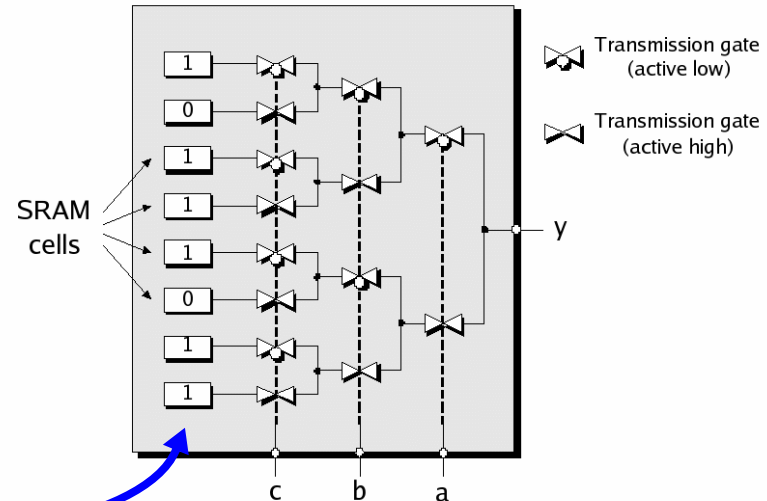 Transmission gate
(active low)
Transmission gate
(active high)
SRAM
cells
1
0
1
1
1
0
1
1
y
c
b
a